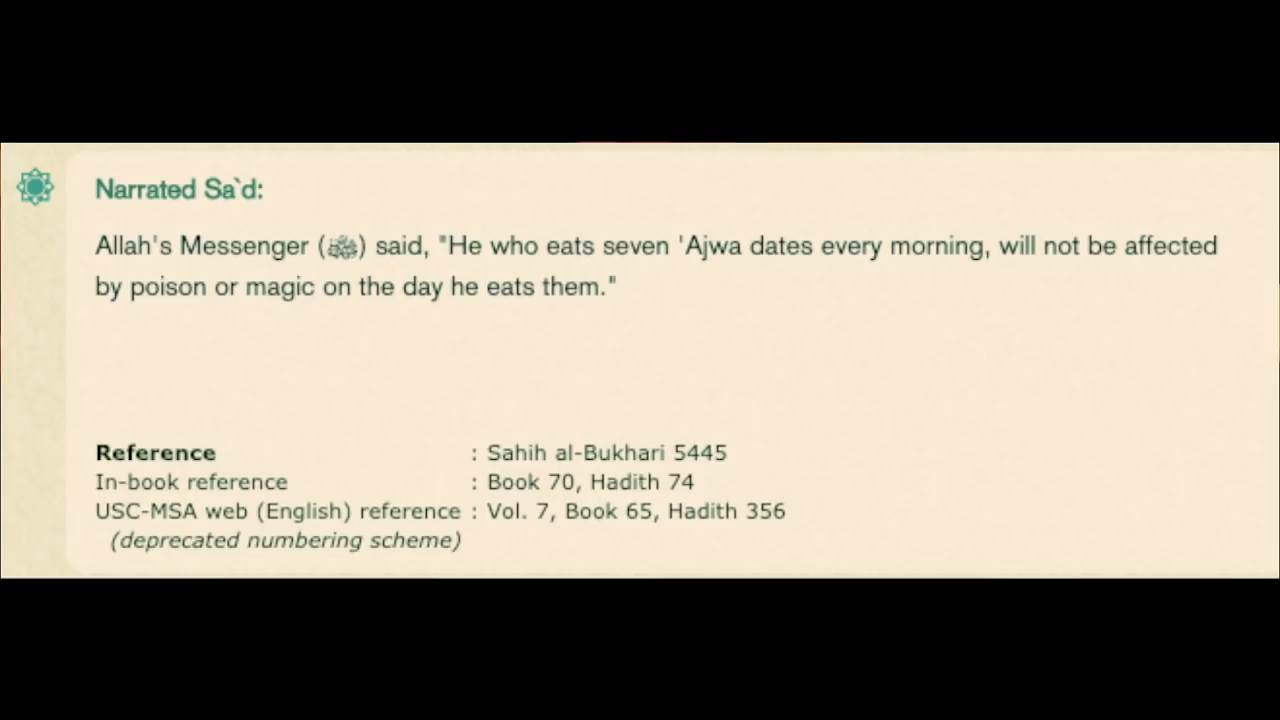 Narrated Sa`d:
Allah's Messenger (ﷺ) said, "He who eats seven 'Ajwa dates every morning, will not be affected
by poison or magic on the day he eats them."
Reference : Sahih al-Bukhari 5445
In-book reference : Book 70, Hadith 74
USC-MSA web (English) reference : Vol. 7, Book 65, Hadith 356
(deprecated numbering scheme)